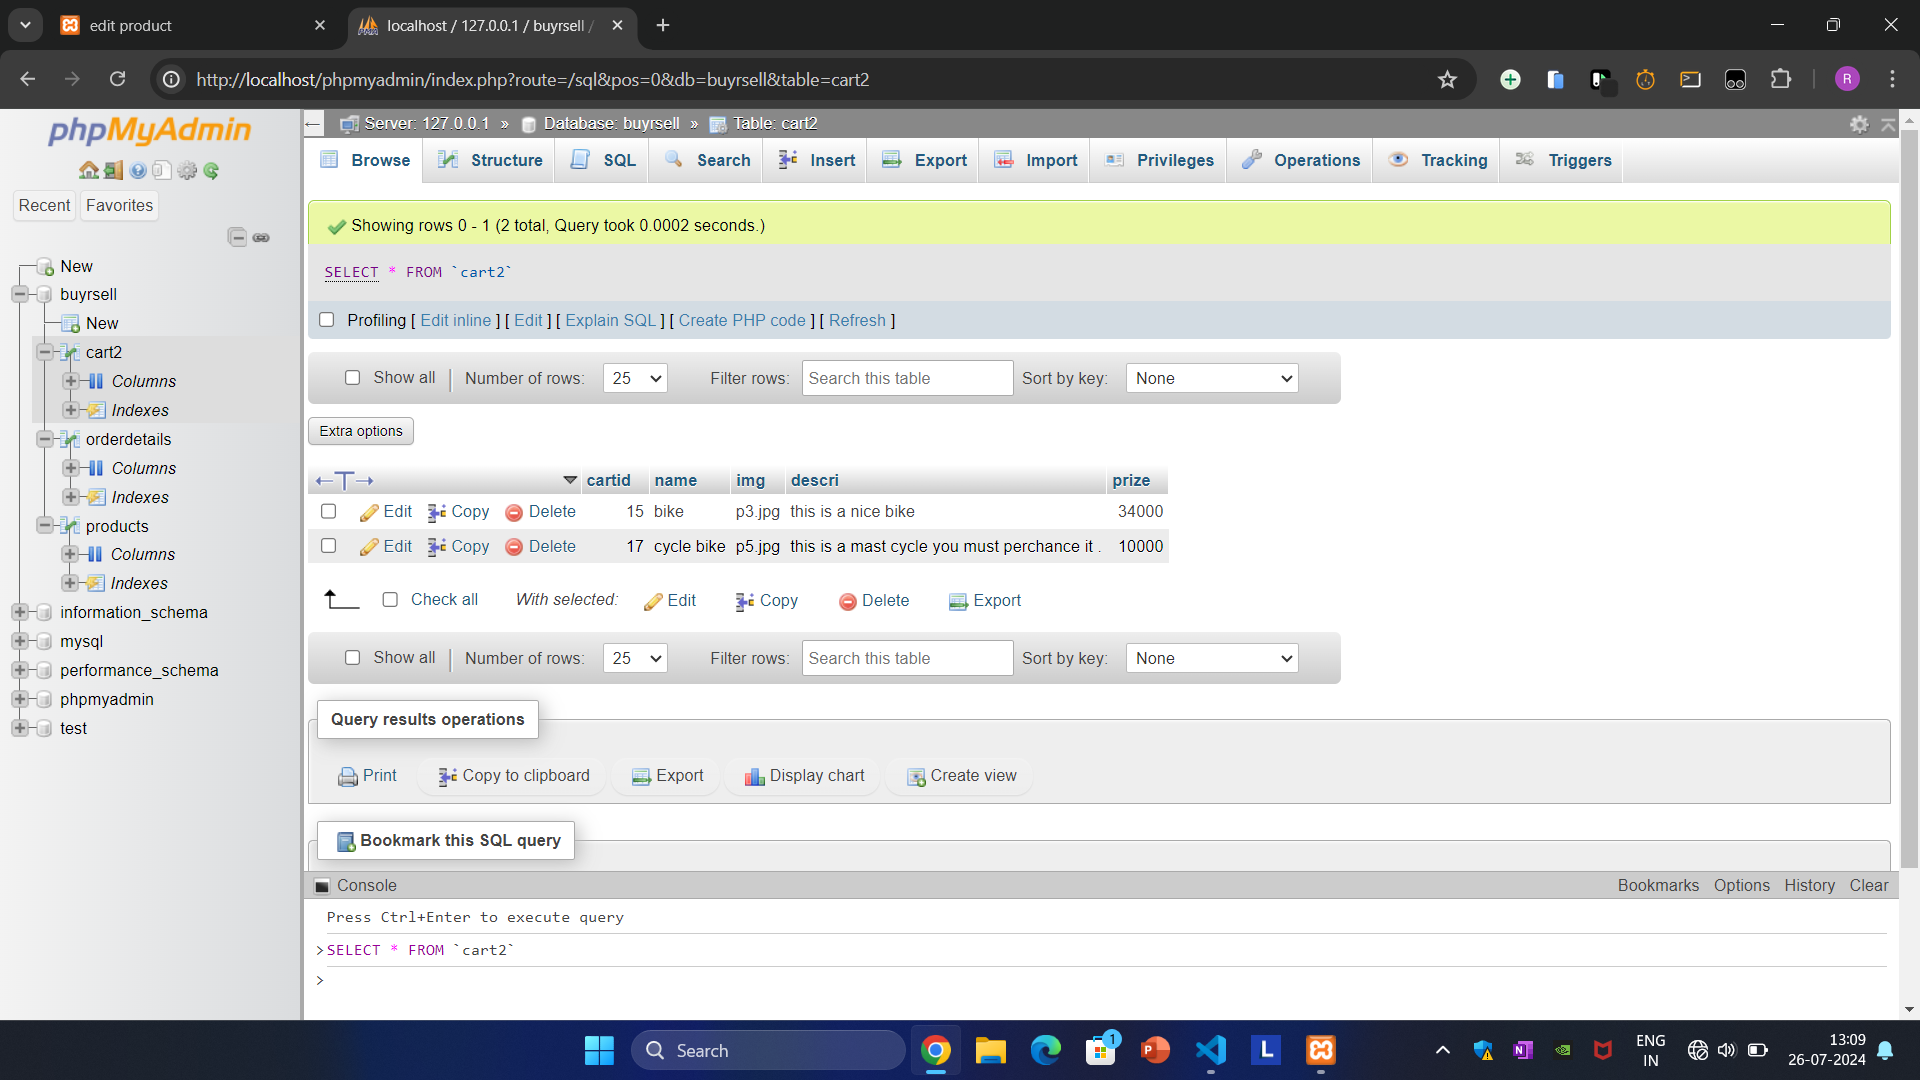 edit product
localhost / 127.0.0.1 / buyrsell /
http://localhost/phpmyadmin/index.php?route=/sql&pos=0&db=buyrsell&table=cart2
R
phpMyAdmin
Recent Favorites
New
buyrsell
New
cart2
Columns
Indexes
orderdetails
Columns
Indexes
products
Columns
Indexes
information_schema
mysql
performance_schema
phpmyadmin
test
Server: 127.0.0.1 » Database: buyrsell » Table: cart2
Browse Structure SQL Search Insert Export Import Privileges Operations Tracking Triggers
Showing rows 0 - 1 (2 total, Query took 0.0002 seconds.)
SELECT * FROM `cart2`
Profiling [ Edit inline ] [ Edit ] [ Explain SQL ] [ Create PHP code ] [ Refresh ]
Show all | Number of rows: 25 Filter rows: Search this table Sort by key: None
Extra options
cartid name img descri prize
Edit Copy Delete 15 bike p3.jpg this is a nice bike 34000
Edit Copy Delete 17 cycle bike p5.jpg this is a mast cycle you must perchance it . 10000
Check all With selected: Edit Copy Delete Export
Show all | Number of rows: 25 Filter rows: Search this table Sort by key: None
Query results operations
Print Copy to clipboard Export Display chart Create view
Bookmark this SQL query
Console Bookmarks Options History Clear
Press Ctrl+Enter to execute query
>SELECT * FROM `cart2`
>
Search
1
P
L
N
ENG
IN
13:09
26-07-2024